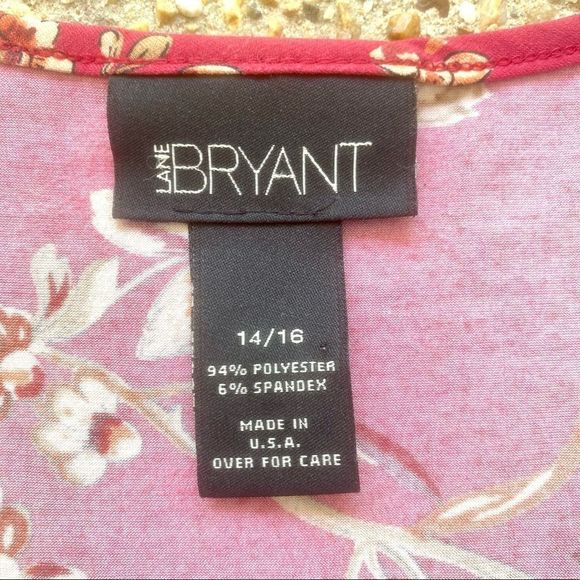 LANE BRYANT
14/16
94% POLYESTER
6% SPANDEX
MADE IN
U.S.A.
OVER FOR CARE